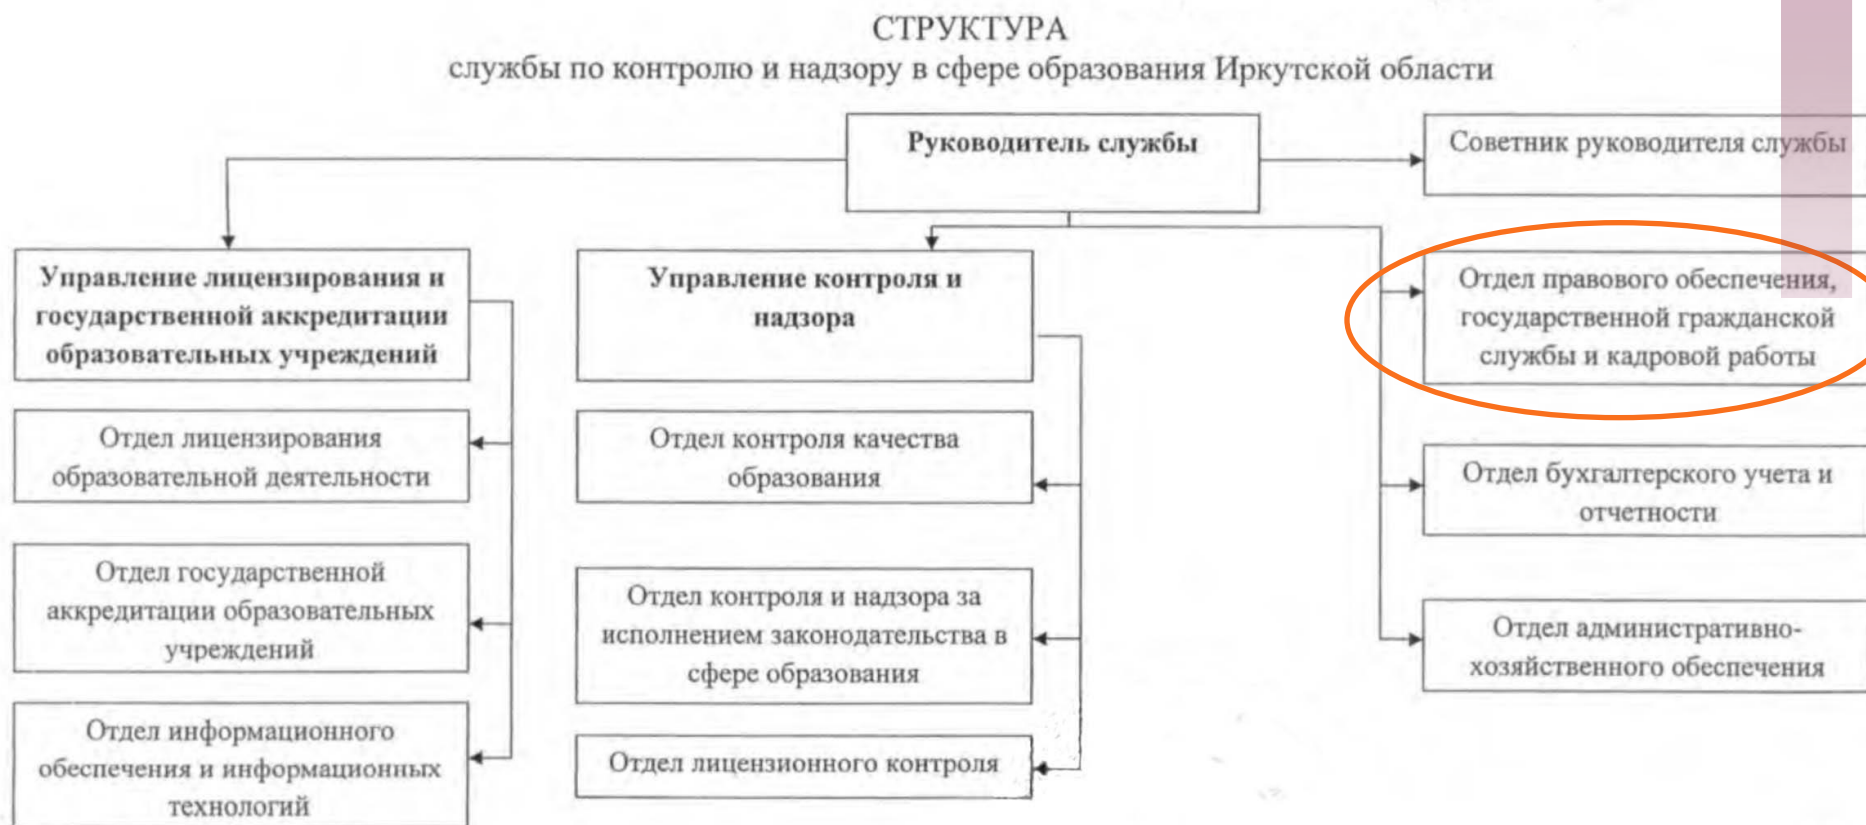 СТРУКТУРА
службы по контролю и надзору в сфере образования Иркутской области
Руководитель службы
Советник руководителя службы
Управление лицензирования и
государственной аккредитации
образовательных учреждений
Отдел лицензирования
образовательной деятельности
Отдел государственной
аккредитации образовательных
учреждений
Отдел информационного
обеспечения и информационных
технологий
Управление контроля и
надзора
Отдел контроля качества
образования
Отдел контроля и надзора за
исполнением законодательства в
сфере образования
Отдел лицензионного контроля
Отдел правового обеспечения,
государственной гражданской
службы и кадровой работы
Отдел бухгалтерского учета и
отчетности
Отдел административно-
хозяйственного обеспечения